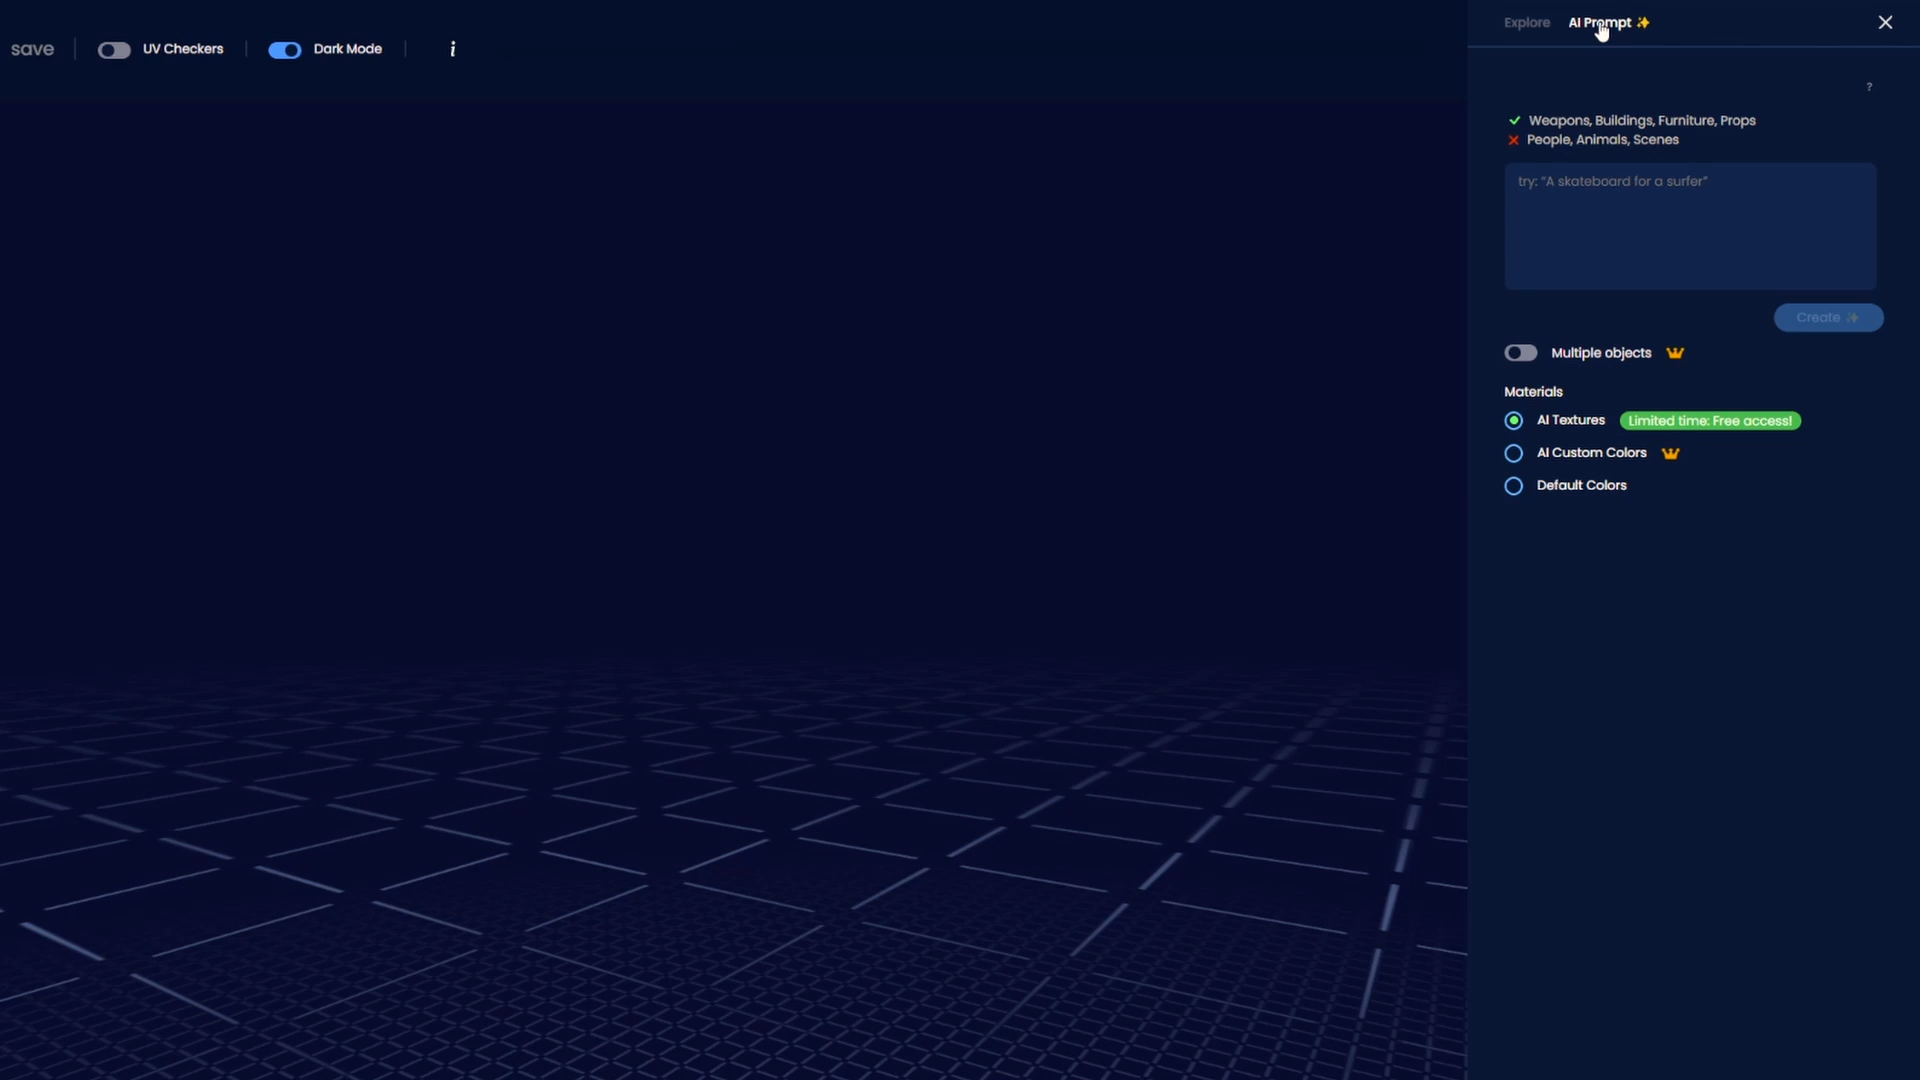 save
UV Checkers
Dark Mode
i
Explore
AI Prompt
?
Weapons, Buildings, Furniture, Props
People, Animals, Scenes
try: "A skateboard for a surfer"
Create
Multiple objects
Materials
AI Textures
Limited time: Free access!
AI Custom Colors
Default Colors